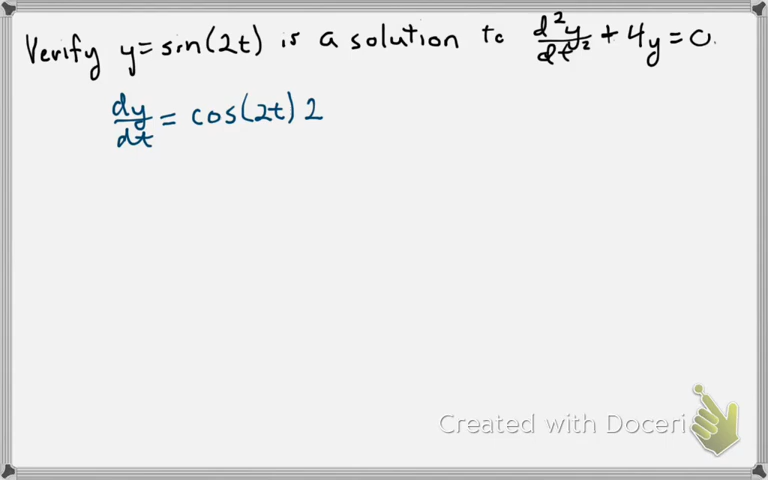 Verify y = sin(2t) is a solution to d²y/dt² + 4y = 0.
dy/dt = cos(2t) 2
Created with Doceri